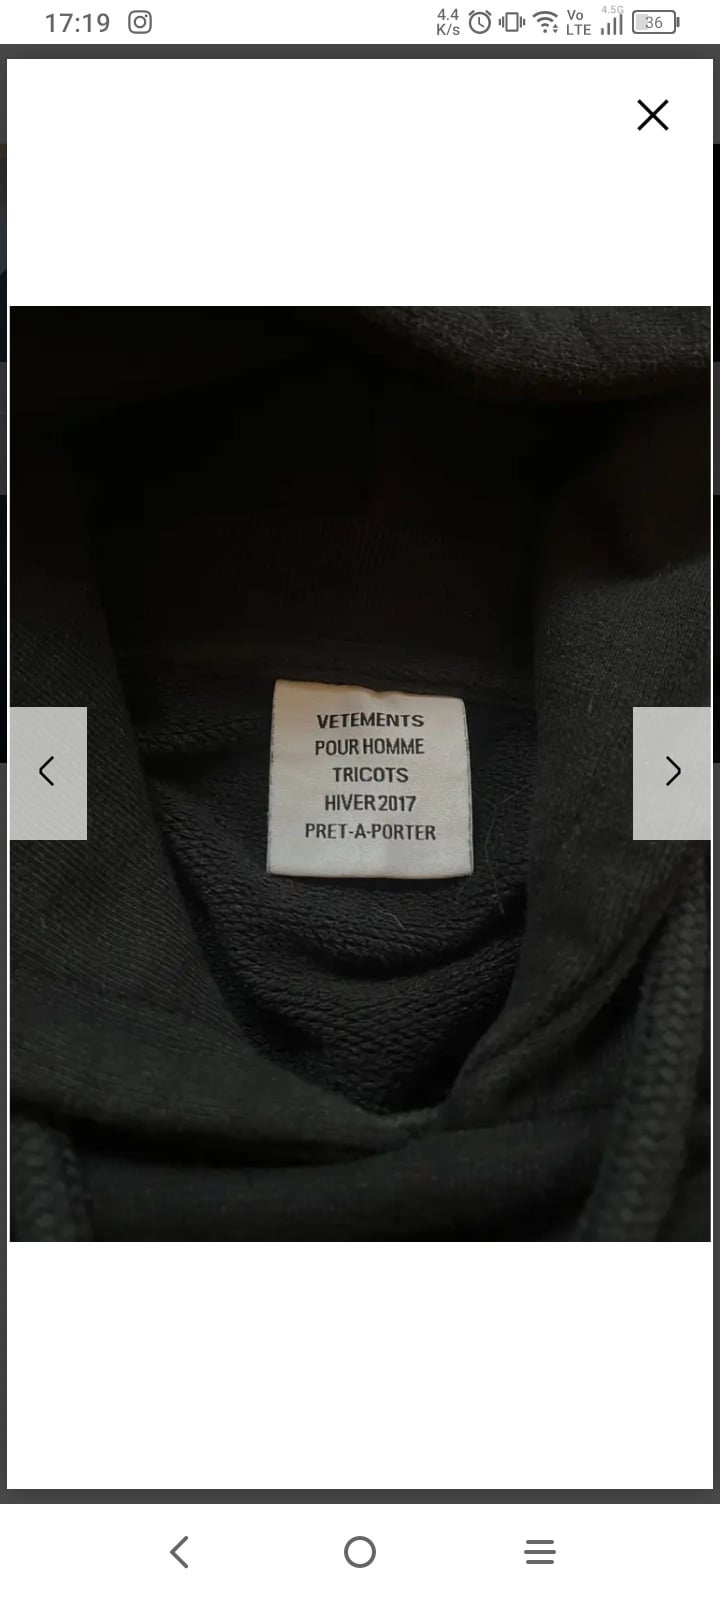 17:19
4.4
K/s
Vo
LTE
4.5G
36
VETEMENTS
POUR HOMME
TRICOTS
HIVER 2017
PRET-A-PORTER